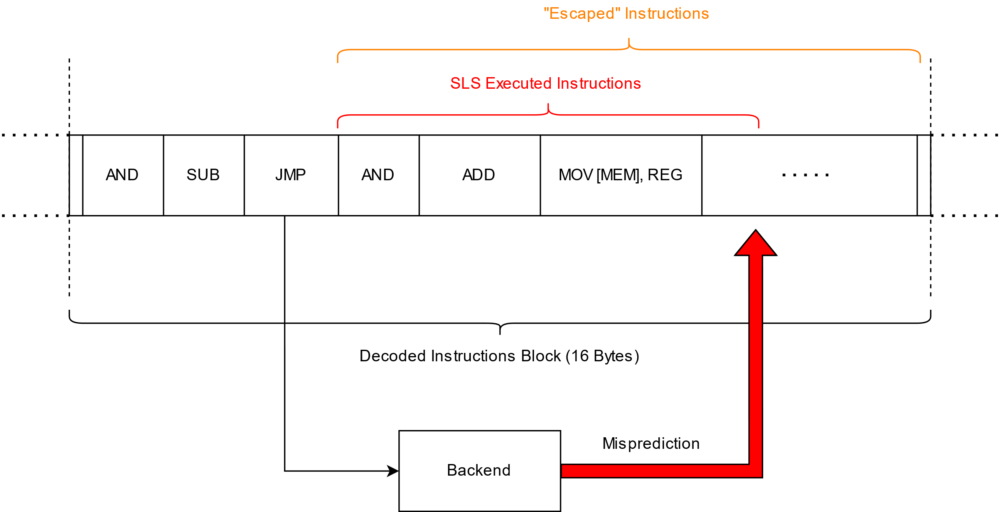 "Escaped" Instructions
SLS Executed Instructions
AND
SUB
JMP
AND
ADD
MOV [MEM], REG
.....
Decoded Instructions Block (16 Bytes)
Misprediction
Backend